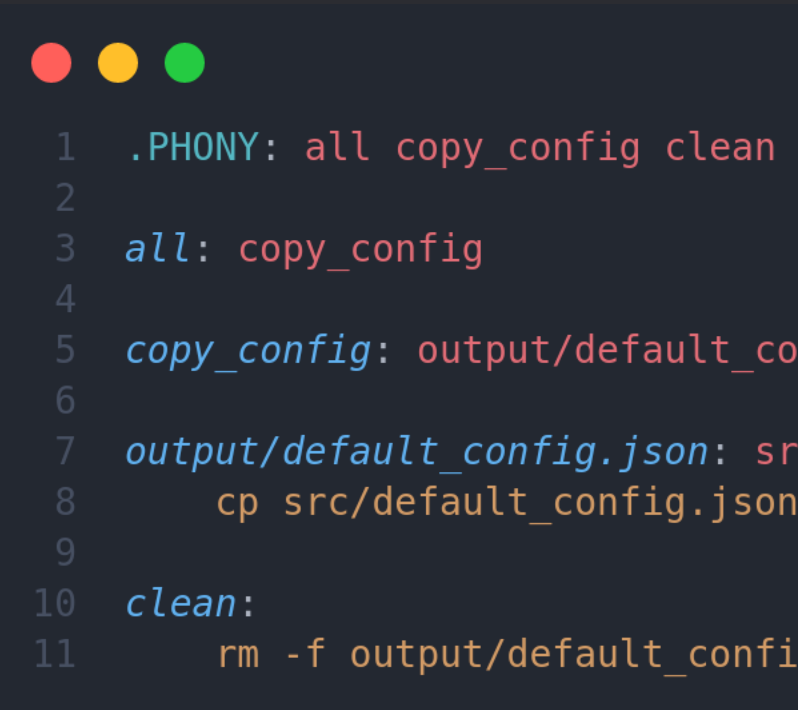 1 .PHONY: all copy_config clean
2
3 all: copy_config
4
5 copy_config: output/default_co
6
7 output/default_config.json: sr
8     cp src/default_config.json
9
10 clean:
11     rm -f output/default_confi